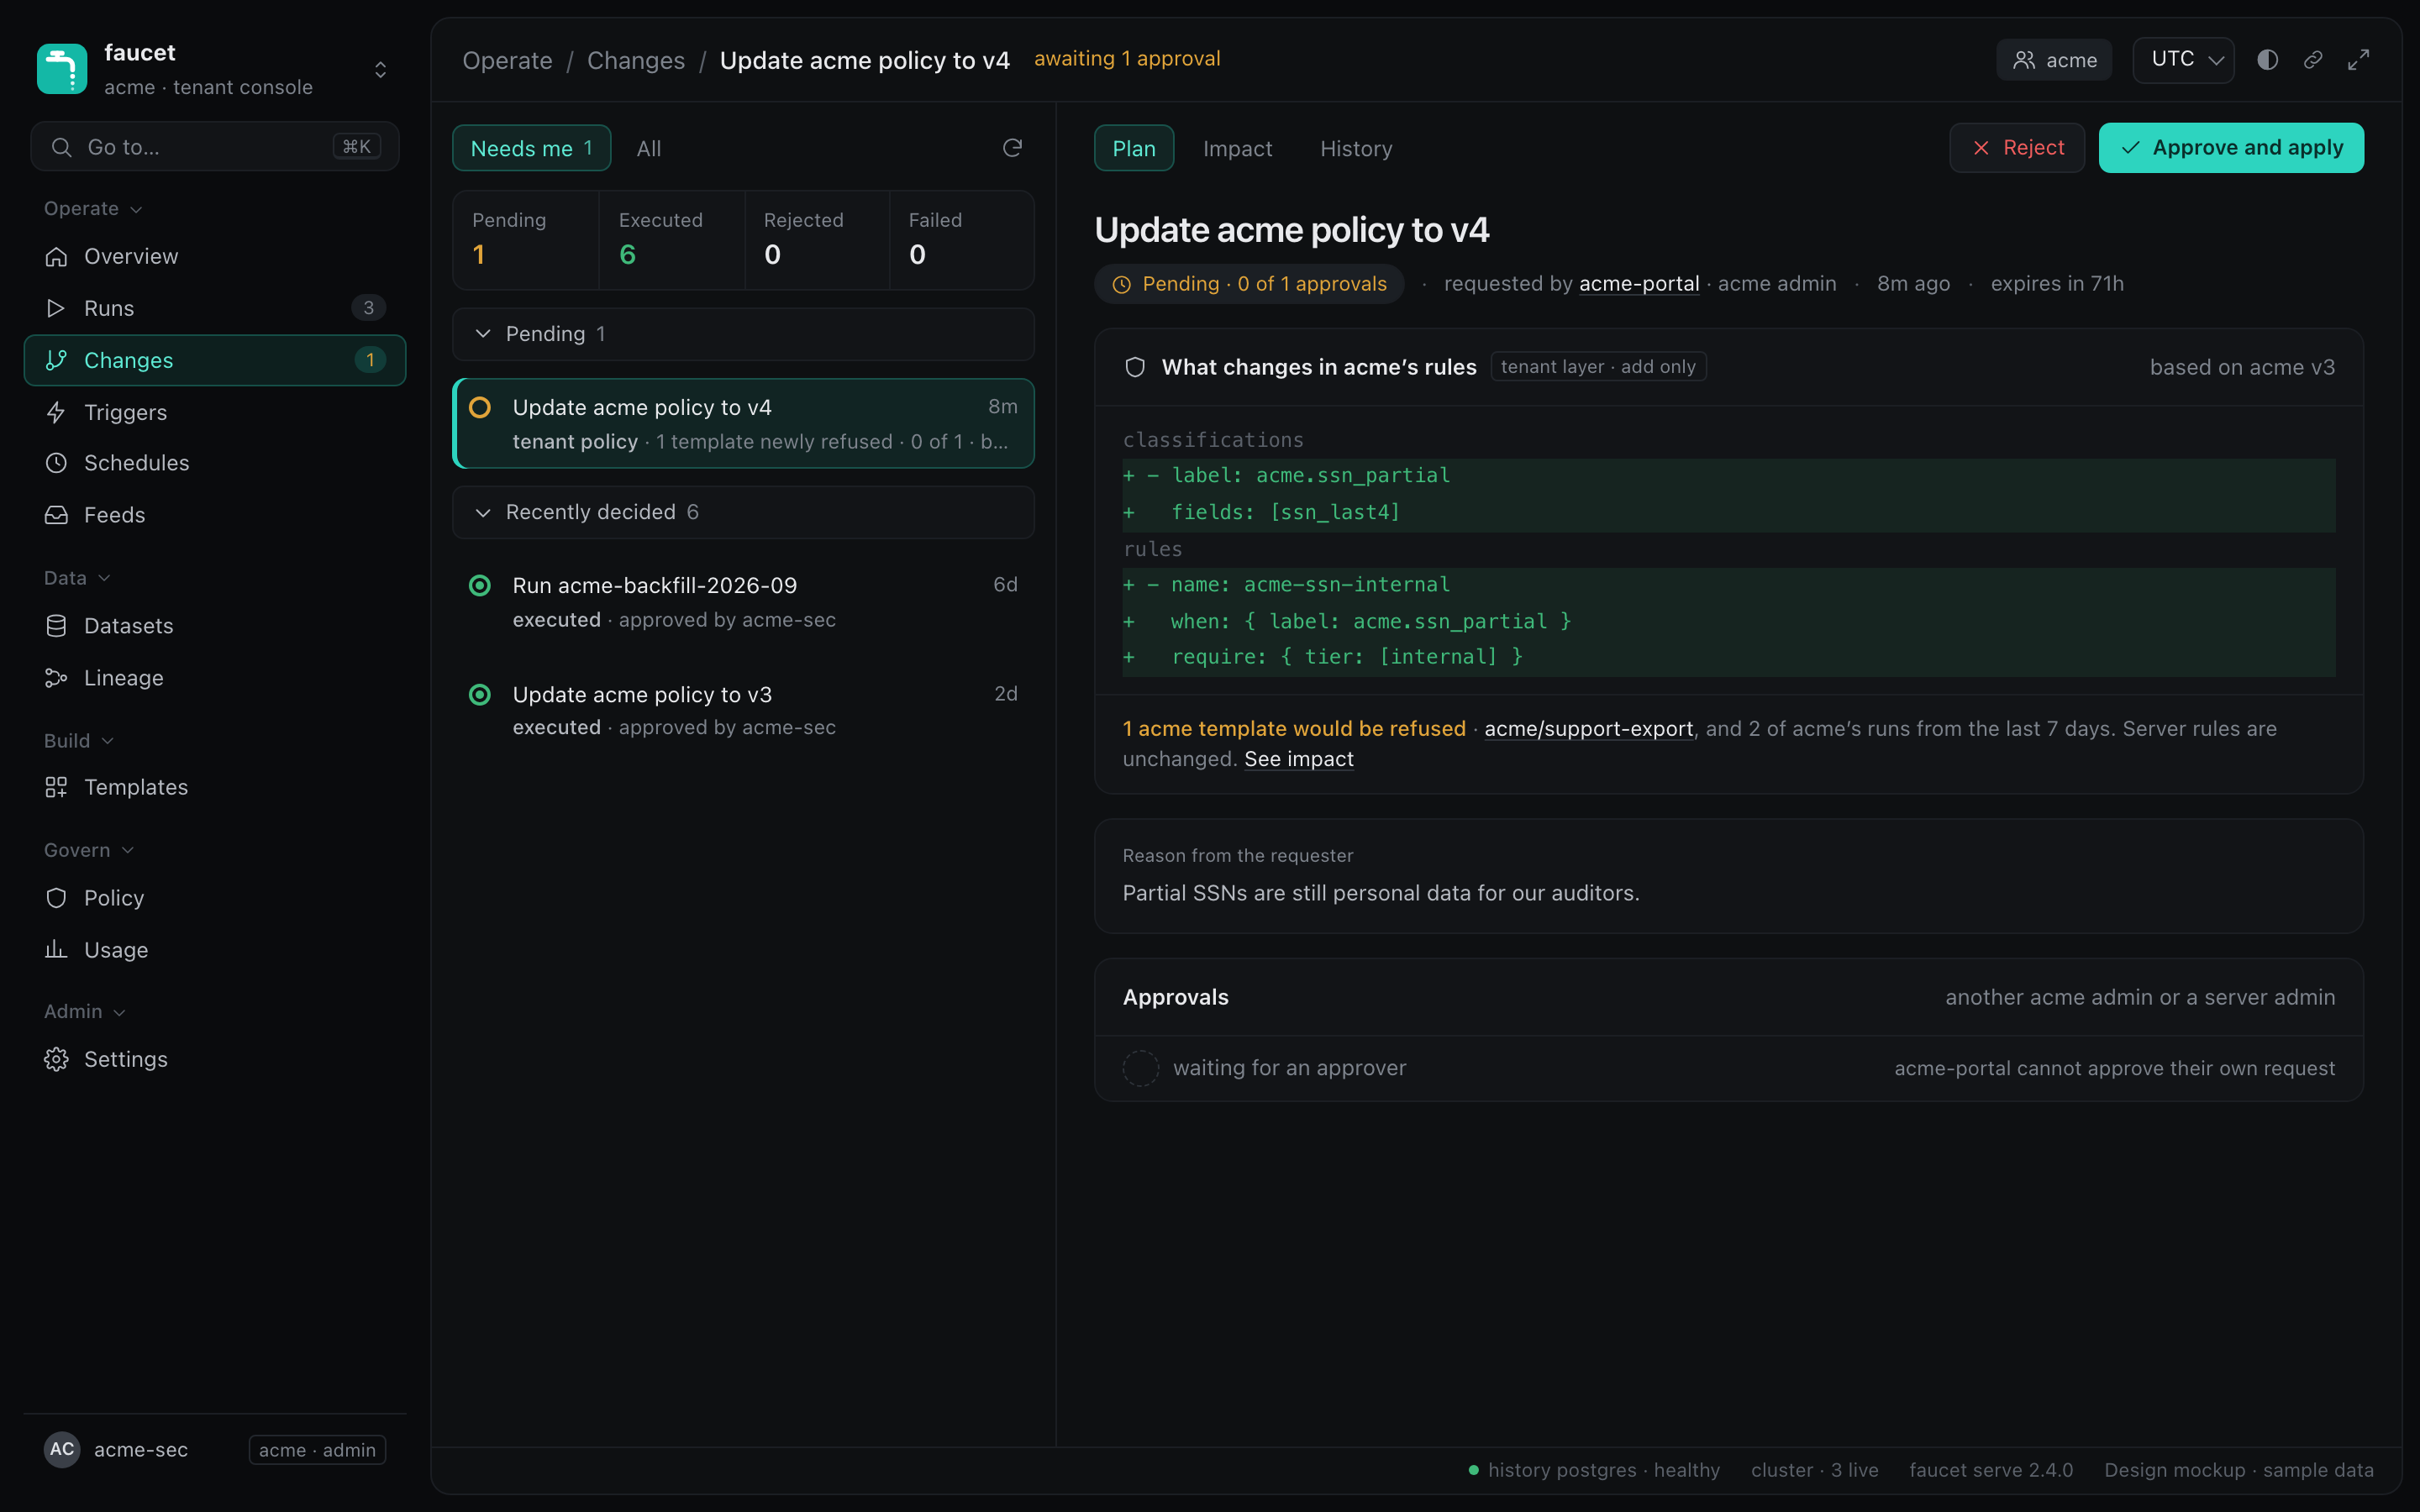 faucet
acme · tenant console
Go to...
⌘K
Operate
Overview
Runs 3
Changes 1
Triggers
Schedules
Feeds
Data
Datasets
Lineage
Build
Templates
Govern
Policy
Usage
Admin
Settings
AC acme-sec acme · admin
Operate / Changes / Update acme policy to v4 awaiting 1 approval
acme
UTC
Needs me 1 All
Pending Executed Rejected Failed
1 6 0 0
Pending 1
Update acme policy to v4 8m
tenant policy · 1 template newly refused · 0 of 1 · b...
Recently decided 6
Run acme-backfill-2026-09 6d
executed · approved by acme-sec
Update acme policy to v3 2d
executed · approved by acme-sec
Plan Impact History
Reject
Approve and apply
Update acme policy to v4
Pending · 0 of 1 approvals · requested by acme-portal · acme admin · 8m ago · expires in 71h
What changes in acme’s rules tenant layer · add only based on acme v3
classifications
+ - label: acme.ssn_partial
+   fields: [ssn_last4]
rules
+ - name: acme-ssn-internal
+   when: { label: acme.ssn_partial }
+   require: { tier: [internal] }
1 acme template would be refused · acme/support-export, and 2 of acme’s runs from the last 7 days. Server rules are
unchanged. See impact
Reason from the requester
Partial SSNs are still personal data for our auditors.
Approvals another acme admin or a server admin
waiting for an approver acme-portal cannot approve their own request
history postgres · healthy cluster · 3 live faucet serve 2.4.0 Design mockup · sample data